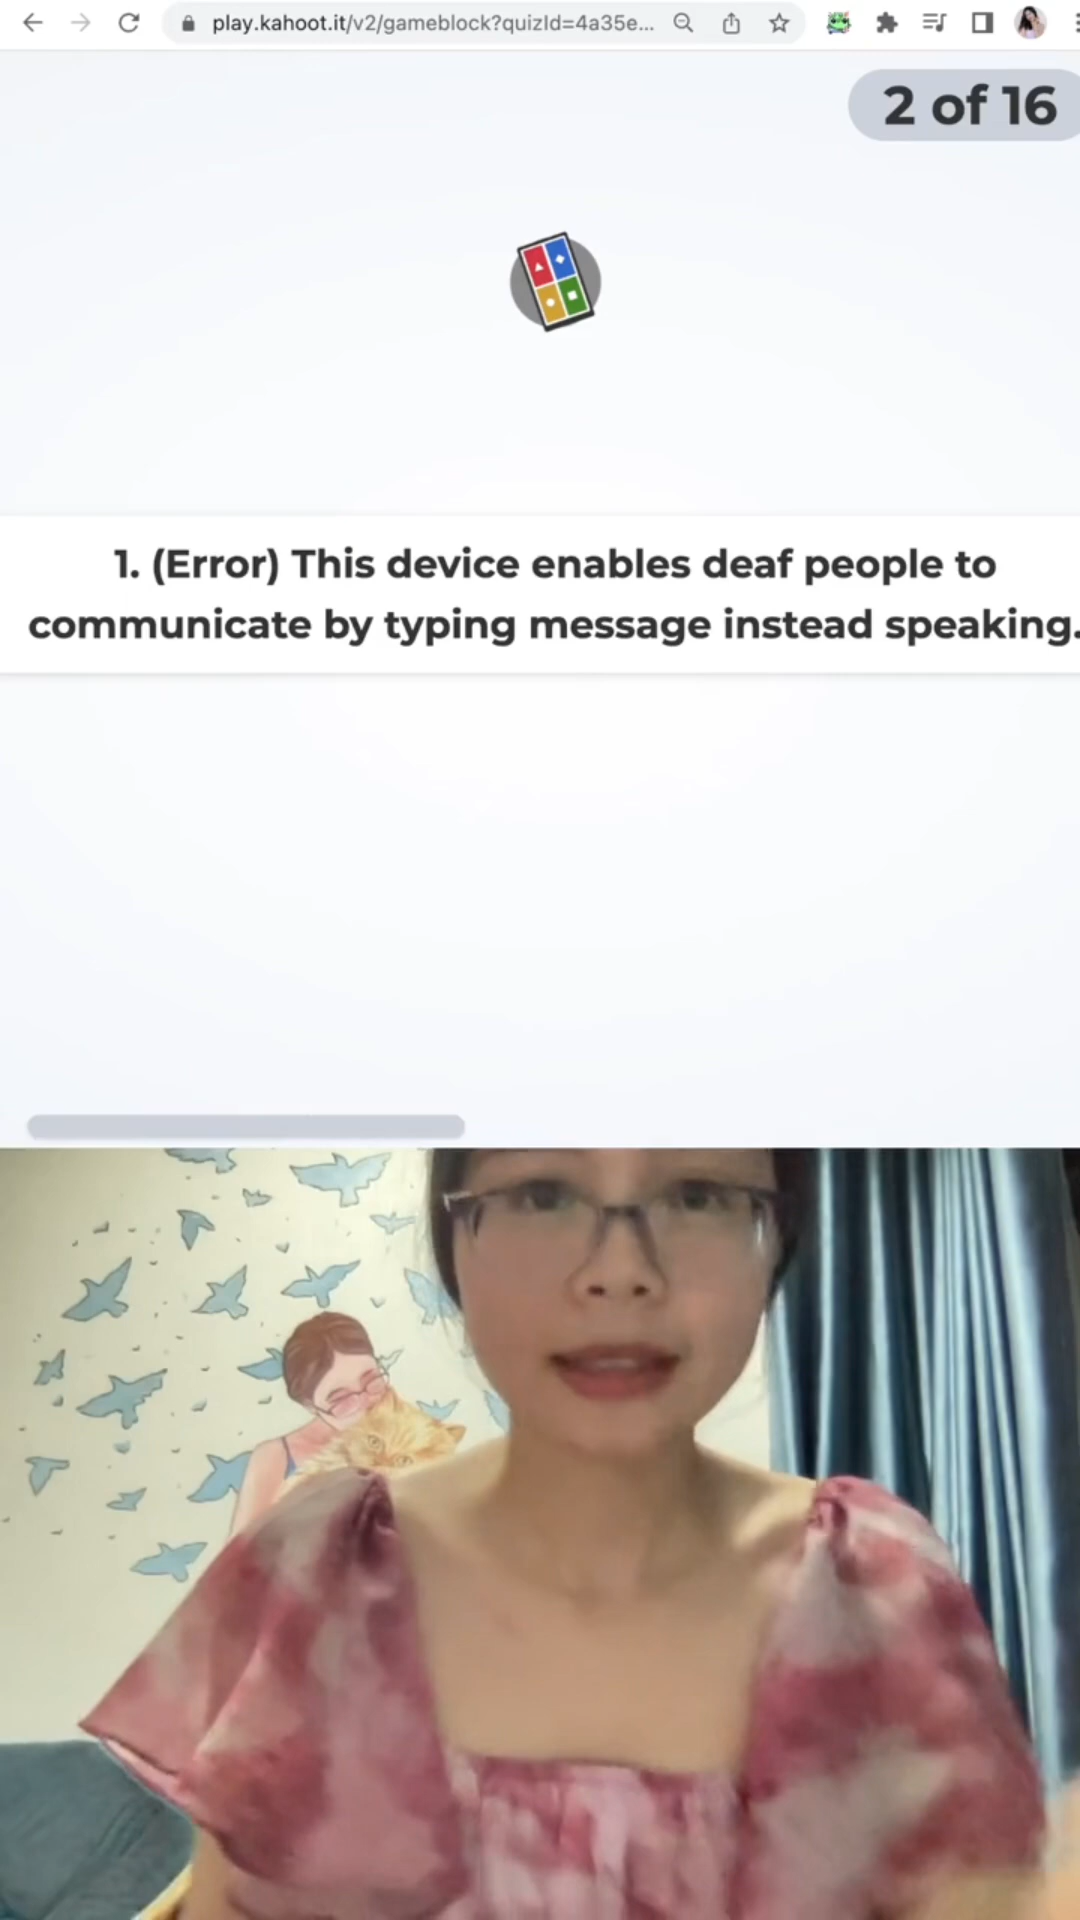 play.kahoot.it/v2/gameblock?quizId=4a35e...
2 of 16
1. (Error) This device enables deaf people to
communicate by typing message instead speaking.